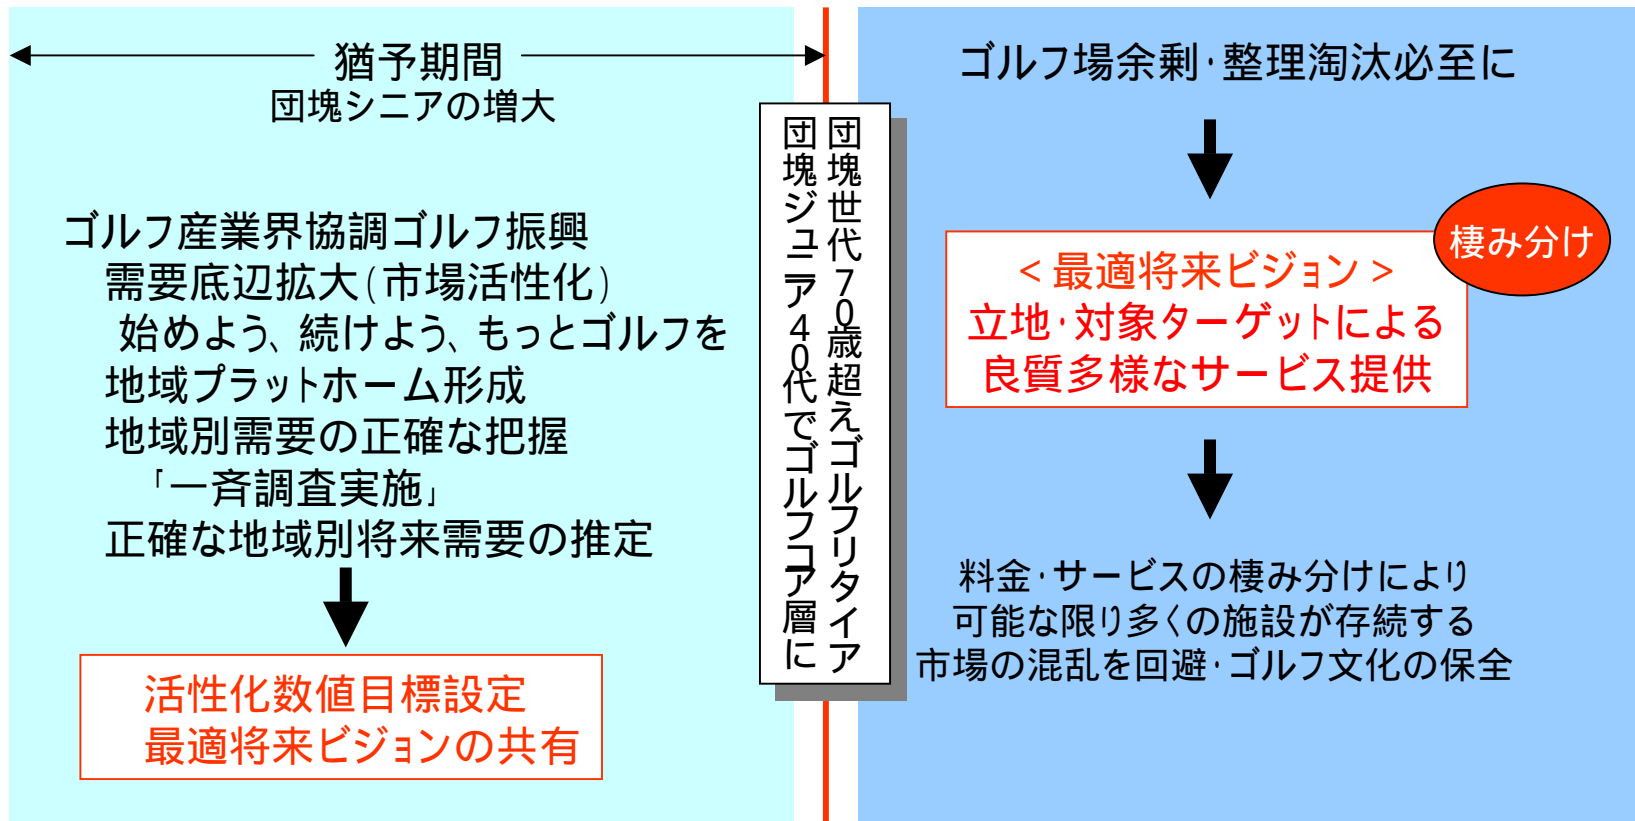 猶予期間
団塊シニアの増大
ゴルフ産業界協調ゴルフ振興
需要底辺拡大(市場活性化)
始めよう、続けよう、もっとゴルフを
地域プラットホーム形成
地域別需要の正確な把握
「一斉調査実施」
正確な地域別将来需要の推定
活性化数値目標設定
最適将来ビジョンの共有
団塊世代70歳超えゴルフリタイア
団塊ジュニア40代でゴルフコア層に
ゴルフ場余剰・整理淘汰必至に
棲み分け
<最適将来ビジョン>
立地・対象ターゲットによる
良質多様なサービス提供
料金・サービスの棲み分けにより
可能な限り多くの施設が存続する
市場の混乱を回避・ゴルフ文化の保全